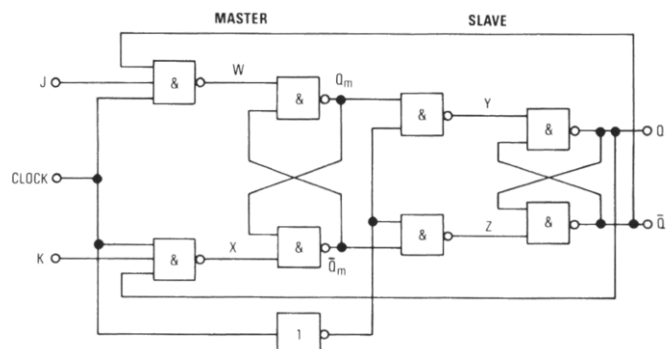 MASTER SLAVE
J & W & Qm & Y & Q
CLOCK
K & X & Q̄m & Z & Q̄
1